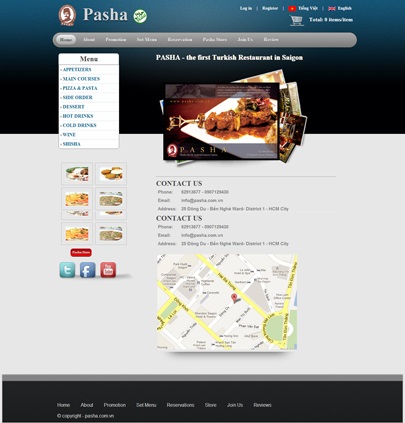 Pasha
Log in | Register | Tiếng Việt | English
Total: 0 items/item
Home About Promotion Set Menu Reservation Pasha Store Join Us Review
Menu
- APPETIZERS
- MAIN COURSES
- PIZZA & PASTA
- SIDE ORDER
- DESSERT
- HOT DRINKS
- COLD DRINKS
- WINE
- SHISHA
PASHA - the first Turkish Restaurant in Saigon
PASHA
CONTACT US
Phone: 62913677 - 0907129430
Email: info@pasha.com.vn
Address: 25 Đông Du - Bến Nghé Ward- District 1 - HCM City
CONTACT US
Phone: 62913677 - 0907129430
Email: info@pasha.com.vn
Address: 25 Đông Du - Bến Nghé Ward- District 1 - HCM City
Home About Promotion Set Menu Reservations Store Join Us Reviews
© copyright - pasha.com.vn